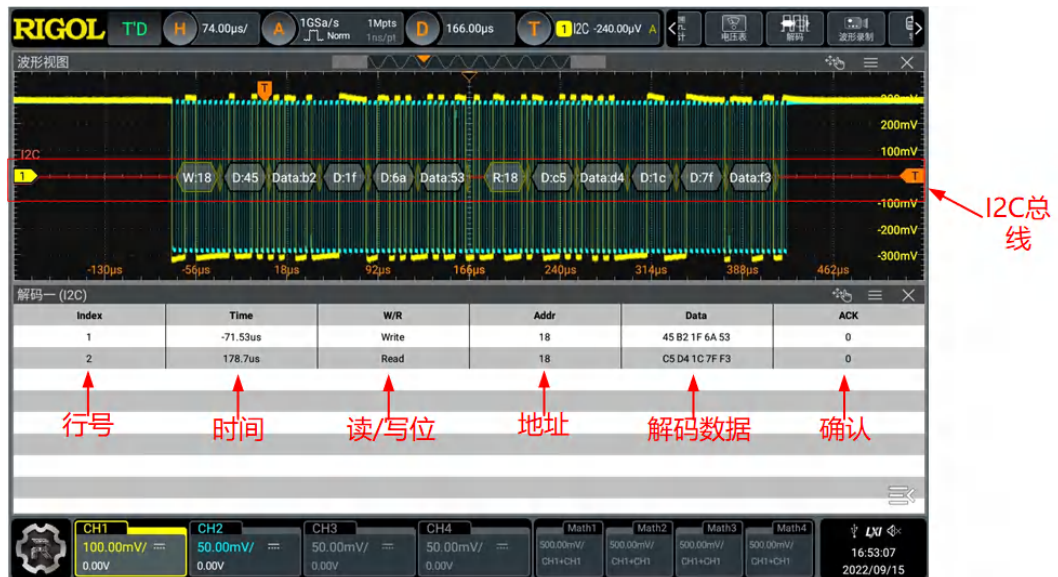 RIGOL T'D H 74.00μs/ A 1GSa/s 1Mpts D 166.00μs T 1 I2C -240.00μV A
Norm 1ns/pt
电压表 解码 波形录制
波形视图
200mV
I2C
100mV
1 W:18 D:45 Data:b2 D:1f D:6a Data:53 R:18 D:c5 Data:d4 D:1c D:7f Data:f3 T
I2C总
线
-100mV
-200mV
-300mV
-130μs -56μs 18μs 92μs 166μs 240μs 314μs 388μs 462μs
解码一 (I2C)
Index Time W/R Addr Data ACK
1 -71.53us Write 18 45 B2 1F 6A 53 0
2 178.7us Read 18 C5 D4 1C 7F F3 0
行号 时间 读/写位 地址 解码数据 确认
CH1 CH2 CH3 CH4 Math1 Math2 Math3 Math4
100.00mV/ 50.00mV/ 50.00mV/ 50.00mV/ 500.00mV/ 500.00mV/ 500.00mV/ 500.00mV/
0.00V 0.00V 0.00V 0.00V CH1+CH1 CH1+CH1 CH1+CH1 CH1+CH1
LXI
16:53:07
2022/09/15